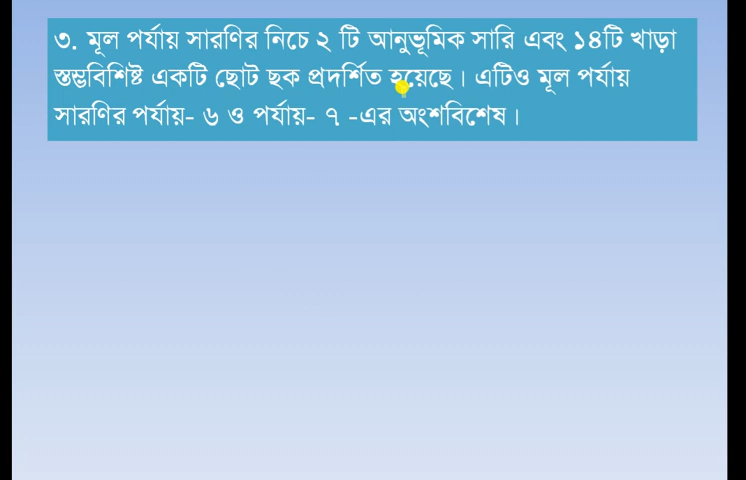 ৩. মূল পর্যায় সারণির নিচে ২ টি আনুভূমিক সারি এবং ১৪টি খাড়া
স্তম্ভবিশিষ্ট একটি ছোট ছক প্রদর্শিত হয়েছে। এটিও মূল পর্যায়
সারণির পর্যায়- ৬ ও পর্যায়- ৭ -এর অংশবিশেষ।